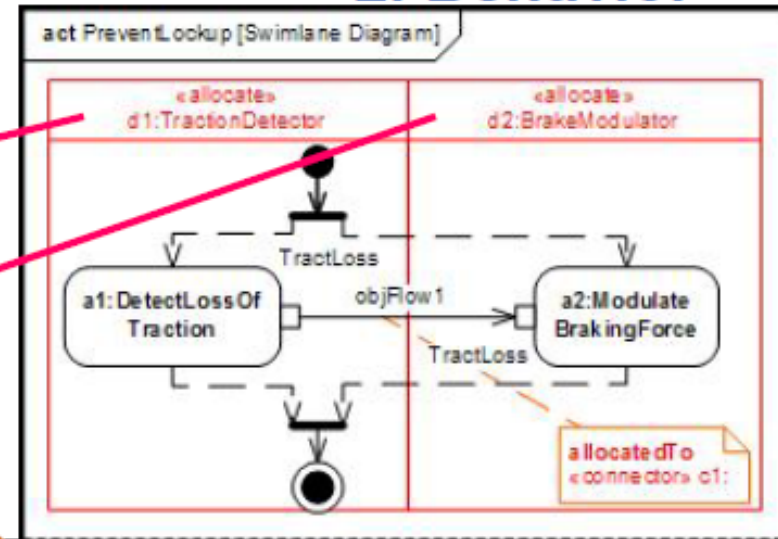 act PreventLockup [Swimlane Diagram]
«allocate»
d1:TractionDetector
«allocate»
d2:BrakeModulator
TractLoss
a1:DetectLossOf
Traction
objFlow1
a2:Modulate
BrakingForce
TractLoss
allocatedTo
«connector» c1: